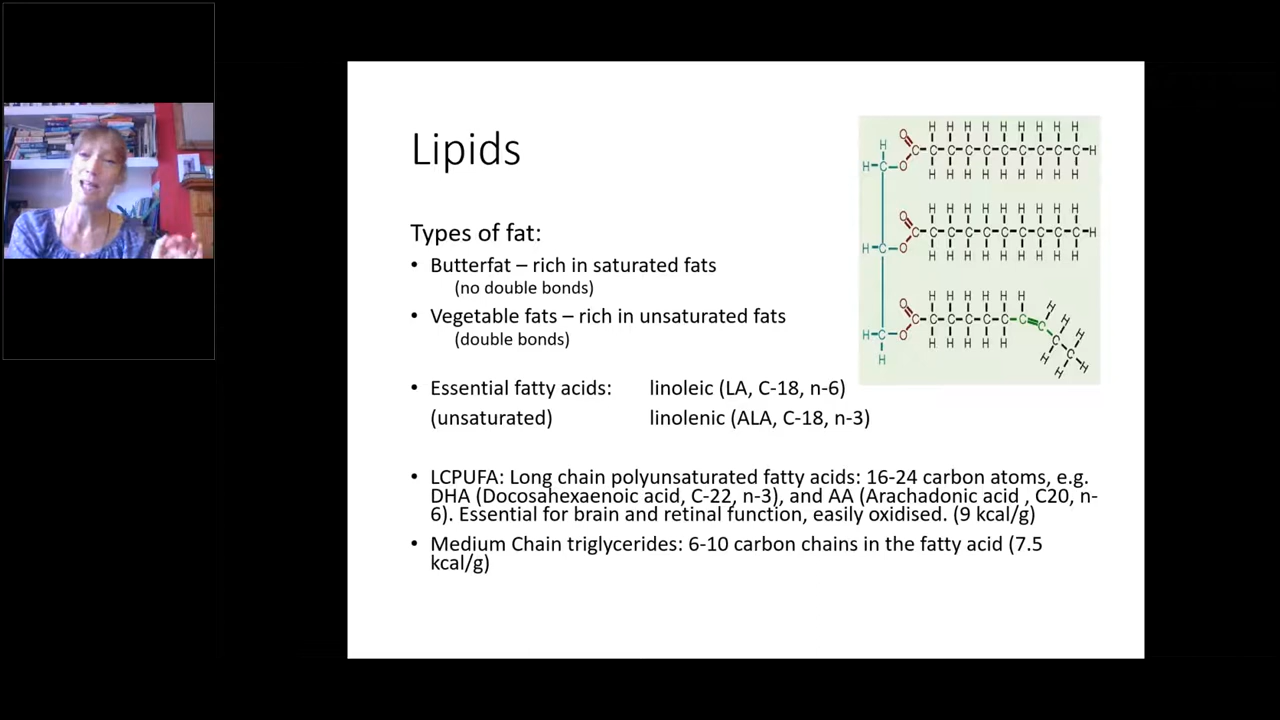 Lipids
Types of fat:
• Butterfat – rich in saturated fats
(no double bonds)
• Vegetable fats – rich in unsaturated fats
(double bonds)
• Essential fatty acids: linoleic (LA, C-18, n-6)
(unsaturated) linolenic (ALA, C-18, n-3)
• LCPUFA: Long chain polyunsaturated fatty acids: 16-24 carbon atoms, e.g.
DHA (Docosahexaenoic acid, C-22, n-3), and AA (Arachadonic acid , C20, n-
6). Essential for brain and retinal function, easily oxidised. (9 kcal/g)
• Medium Chain triglycerides: 6-10 carbon chains in the fatty acid (7.5
kcal/g)